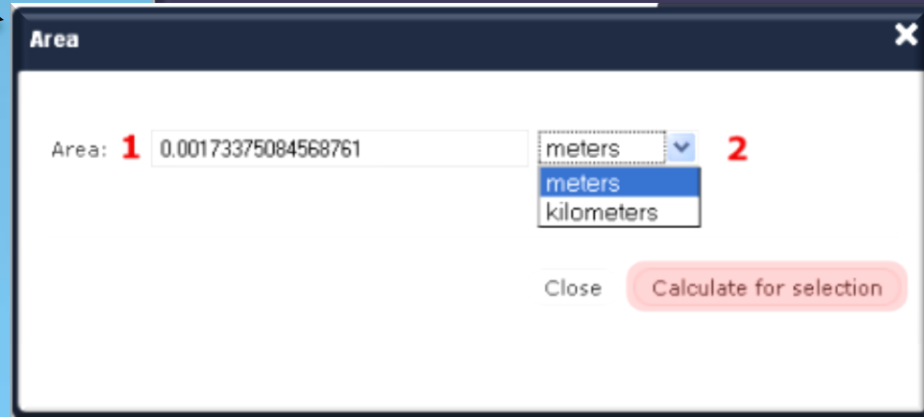 Area
Area: 1 0.00173375084568761 meters 2
meters
kilometers
Close Calculate for selection